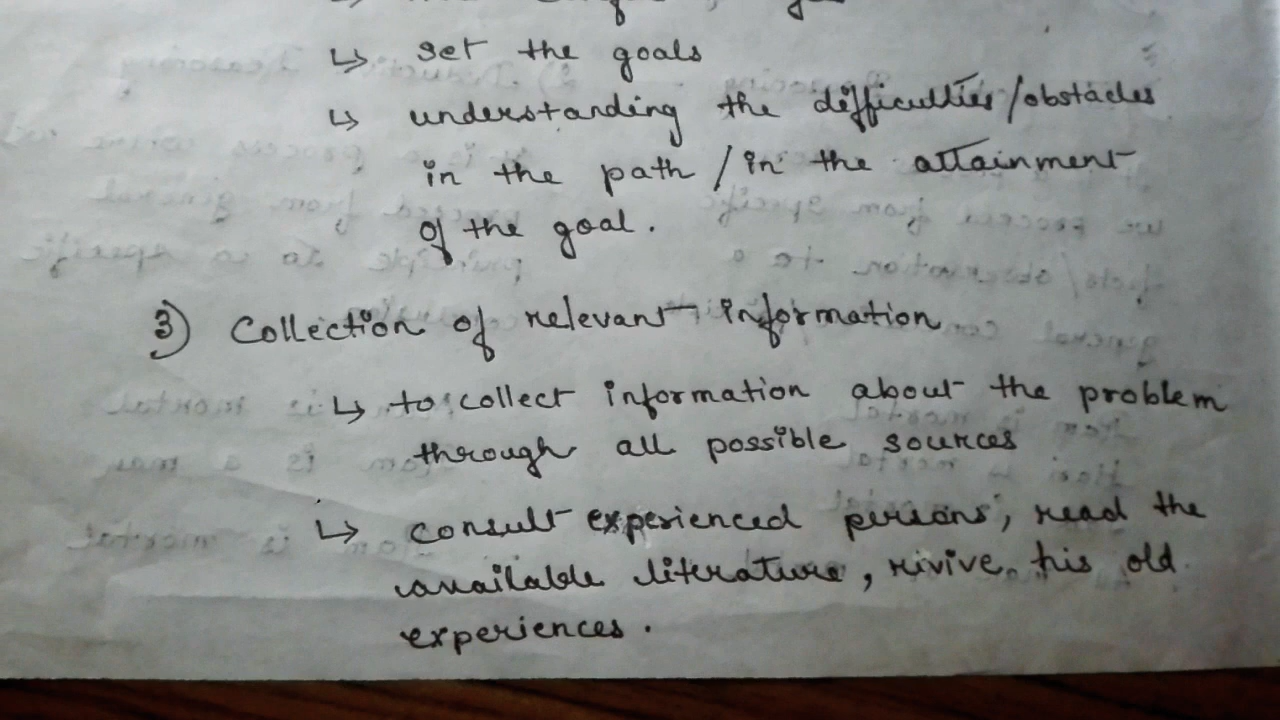 ↳ set the goals
↳ understanding the difficulties/obstacles
in the path / in the attainment
of the goal.
3) Collection of relevant information
↳ to collect information about the problem
through all possible sources
↳ consult experienced persons, read the
available literature, rivive his old
experiences.